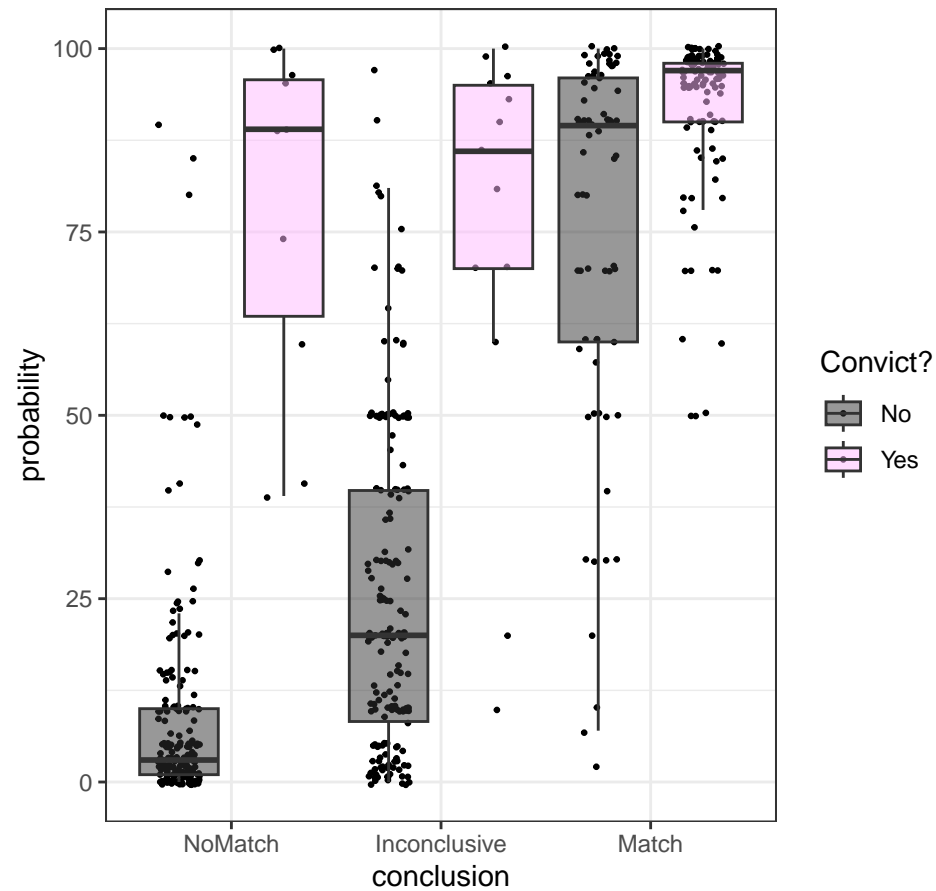 100
75
50
25
0
probability
NoMatch
Inconclusive
Match
conclusion
Convict?
No
Yes